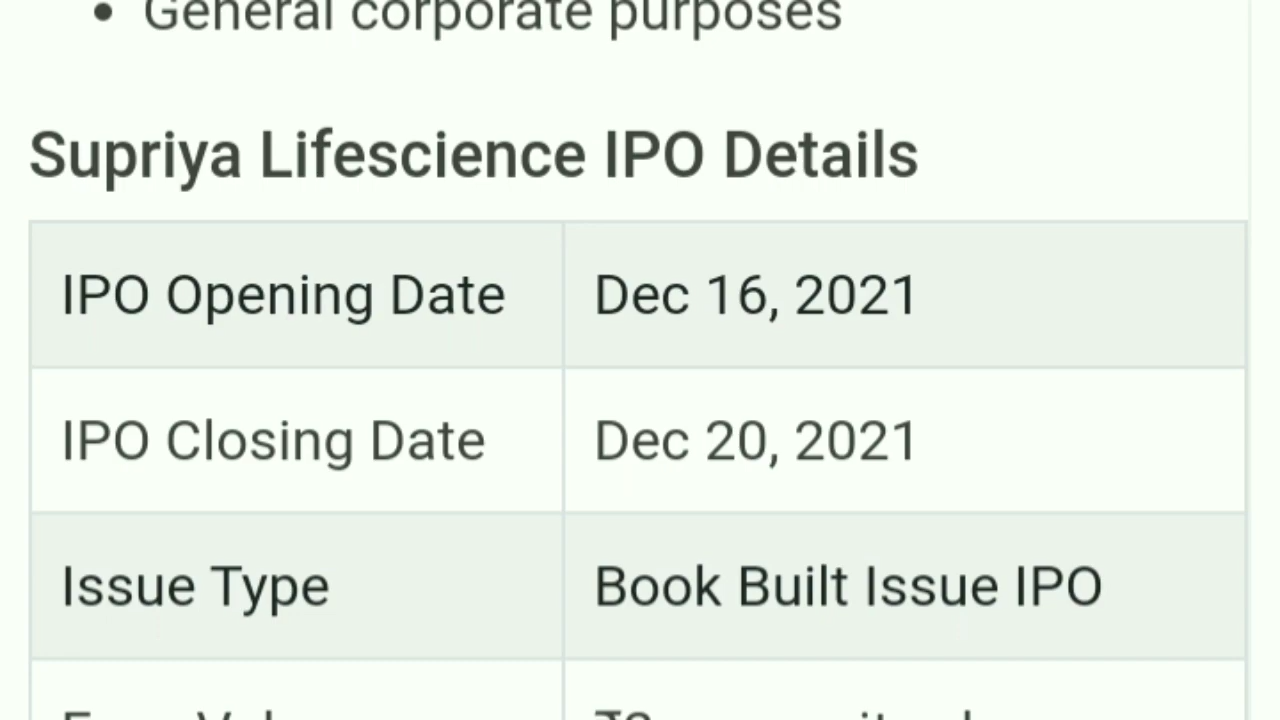 • General corporate purposes
Supriya Lifescience IPO Details
IPO Opening Date Dec 16, 2021
IPO Closing Date Dec 20, 2021
Issue Type Book Built Issue IPO